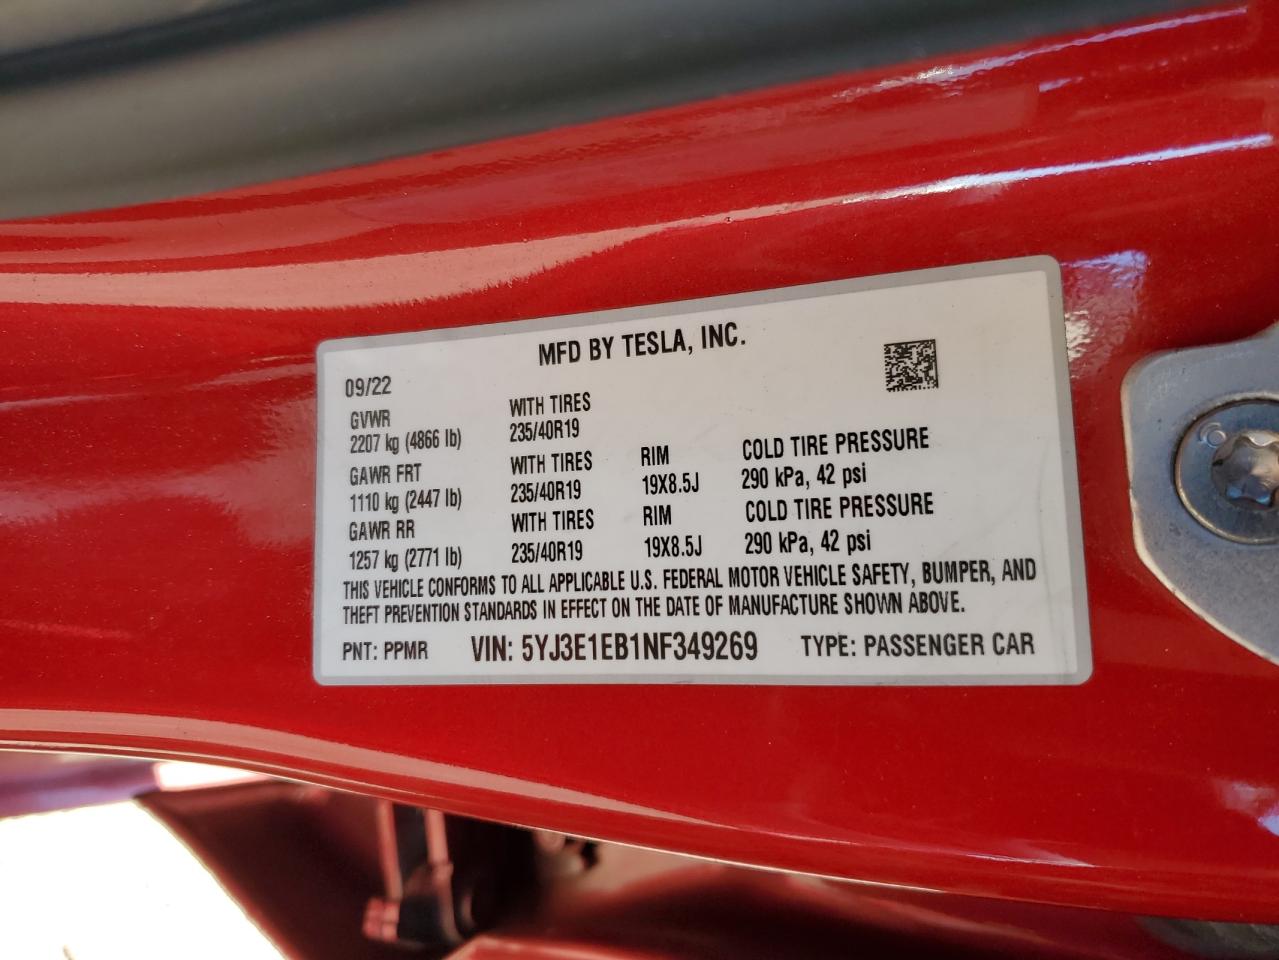 MFD BY TESLA, INC.
09/22
GVWR WITH TIRES
2207 kg (4866 lb) 235/40R19
GAWR FRT WITH TIRES RIM COLD TIRE PRESSURE
1110 kg (2447 lb) 235/40R19 19X8.5J 290 kPa, 42 psi
GAWR RR WITH TIRES RIM COLD TIRE PRESSURE
1257 kg (2771 lb) 235/40R19 19X8.5J 290 kPa, 42 psi
THIS VEHICLE CONFORMS TO ALL APPLICABLE U.S. FEDERAL MOTOR VEHICLE SAFETY, BUMPER, AND
THEFT PREVENTION STANDARDS IN EFFECT ON THE DATE OF MANUFACTURE SHOWN ABOVE.
PNT: PPMR VIN: 5YJ3E1EB1NF349269 TYPE: PASSENGER CAR